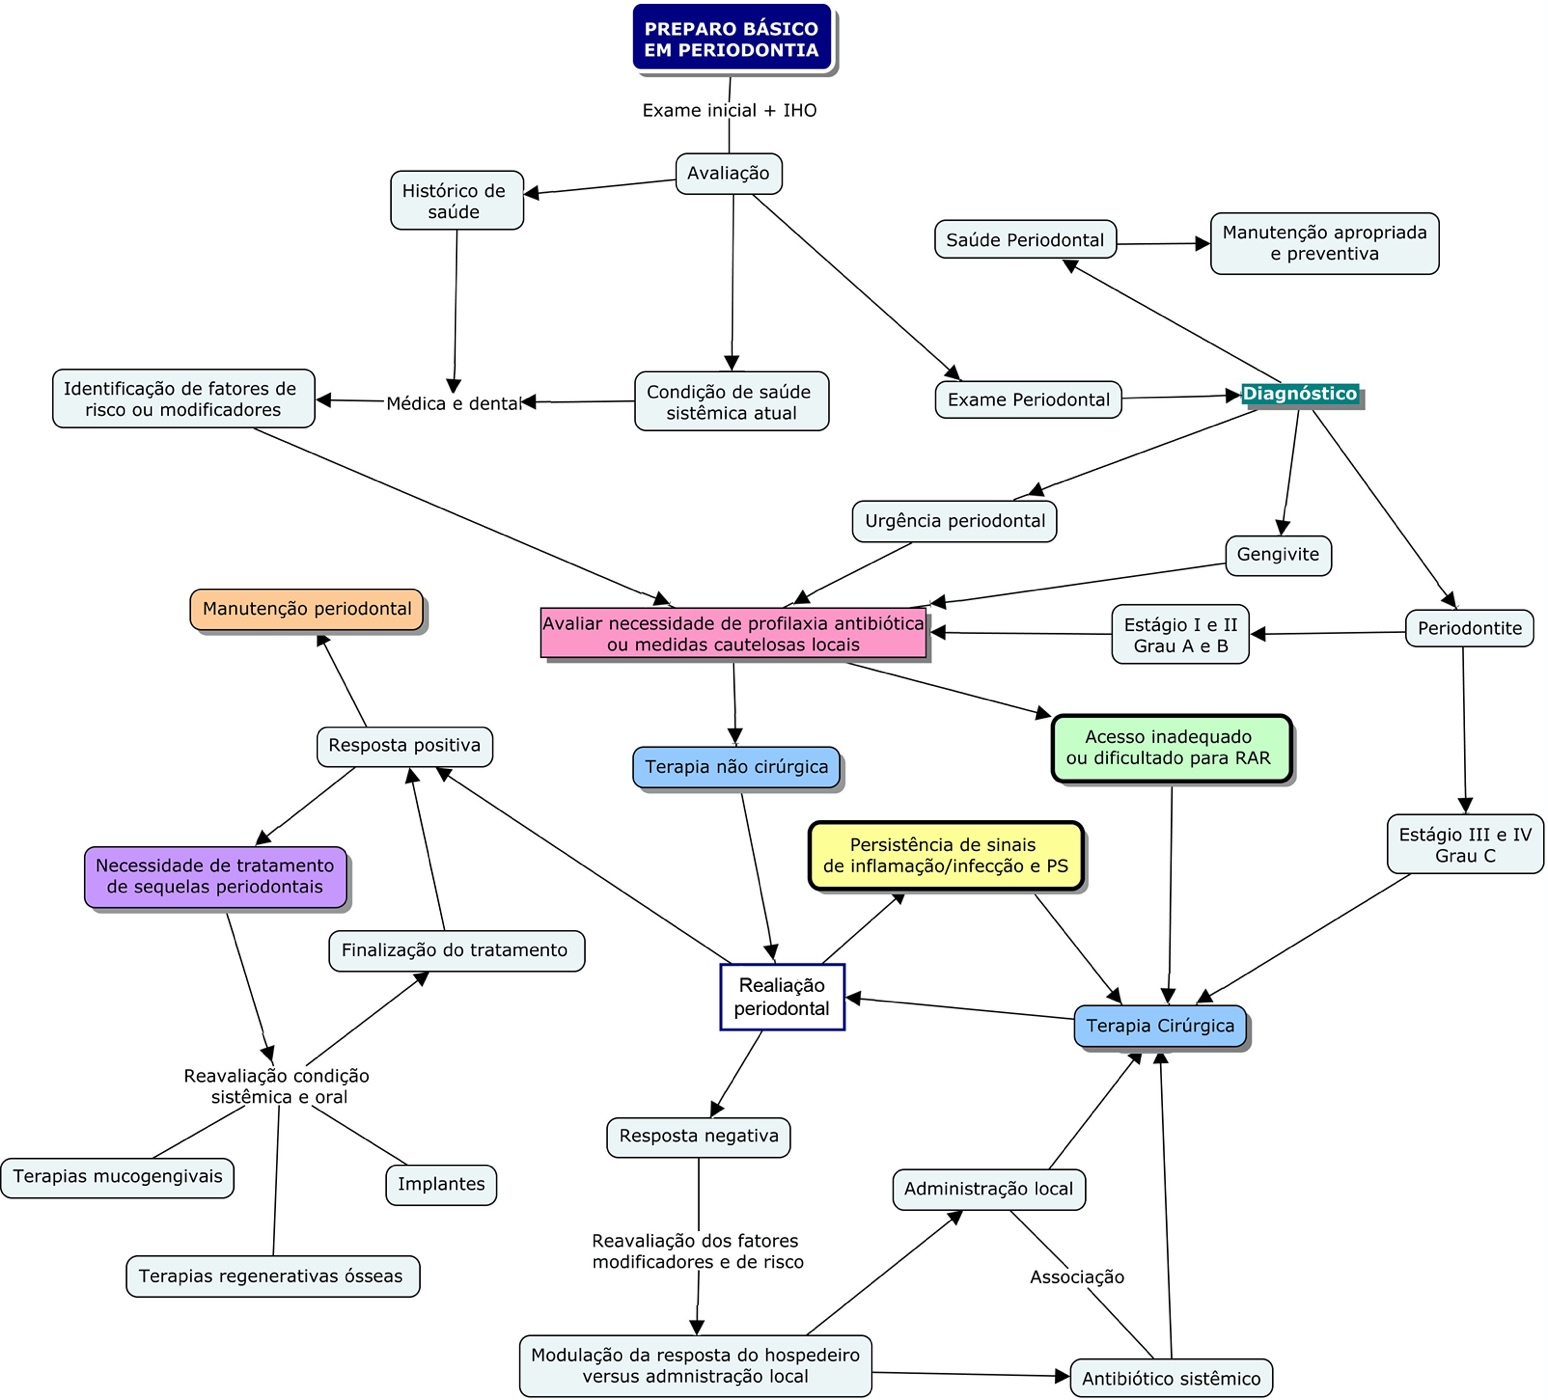 PREPARO BÁSICO
EM PERIODONTIA
Exame inicial + IHO
Avaliação
Histórico de
saúde
Saúde Periodontal
Manutenção apropriada
e preventiva
Identificação de fatores de
risco ou modificadores
Médica e dental
Condição de saúde
sistêmica atual
Exame Periodontal
Diagnóstico
Urgência periodontal
Gengivite
Manutenção periodontal
Avaliar necessidade de profilaxia antibiótica
ou medidas cautelosas locais
Estágio I e II
Grau A e B
Periodontite
Resposta positiva
Terapia não cirúrgica
Acesso inadequado
ou dificultado para RAR
Necessidade de tratamento
de sequelas periodontais
Persistência de sinais
de inflamação/infecção e PS
Estágio III e IV
Grau C
Finalização do tratamento
Realiação
periodontal
Terapia Cirúrgica
Reavaliação condição
sistêmica e oral
Resposta negativa
Terapias mucogengivais
Implantes
Administração local
Reavaliação dos fatores
modificadores e de risco
Terapias regenerativas ósseas
Associação
Modulação da resposta do hospedeiro
versus admnistração local
Antibiótico sistêmico